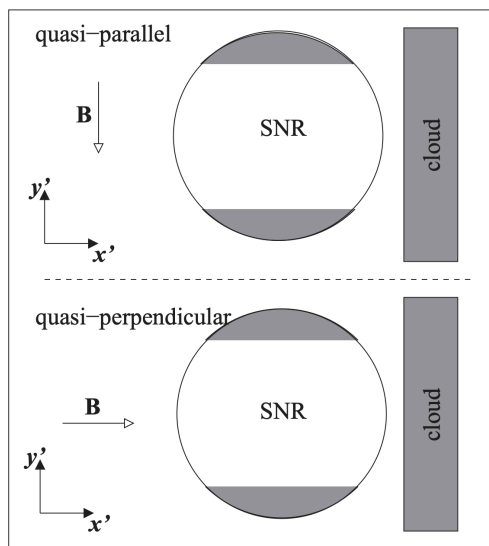 quasi−parallel
B
SNR
cloud
y’
x’
quasi−perpendicular
B
SNR
cloud
y’
x’